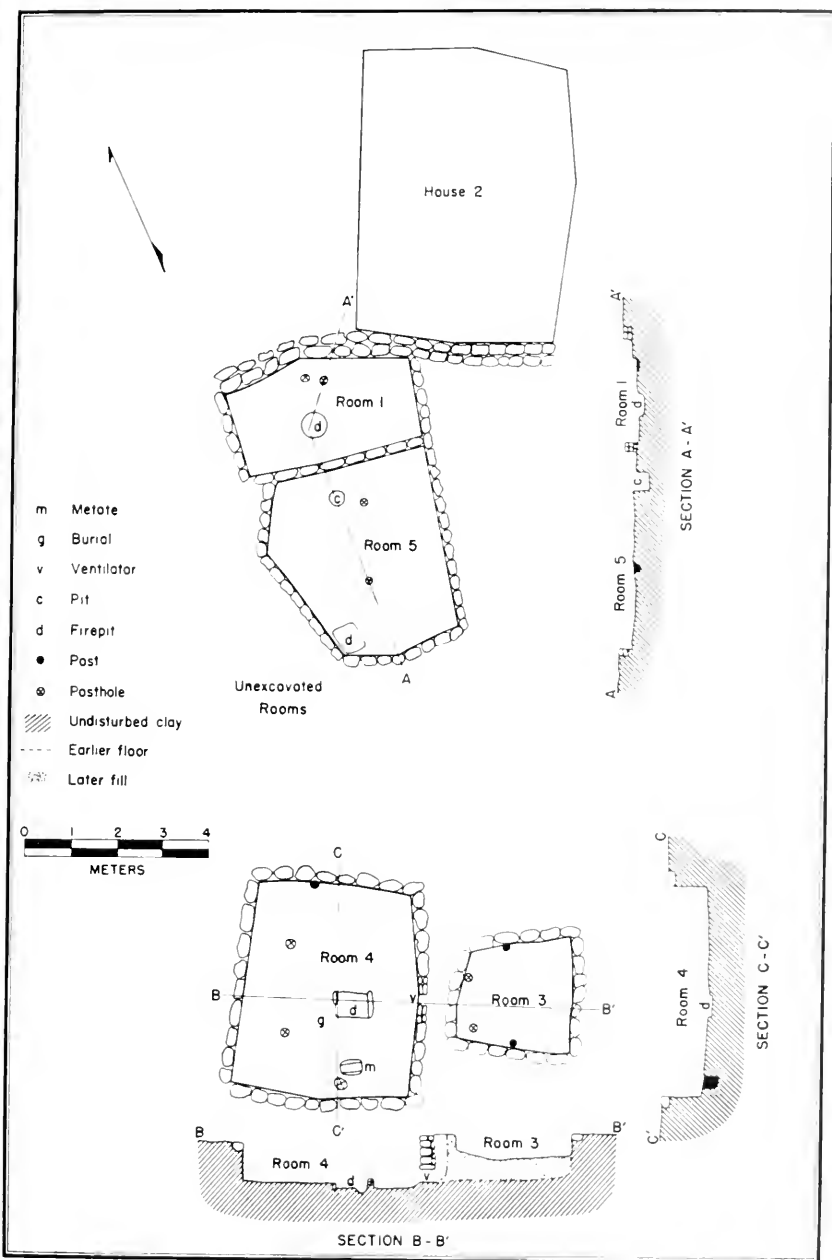 House 2
A'
Room 1
d
c
Room 5
d
A
Unexcavated
Rooms
A'
Room 1
d
c
Room 5
A
SECTION A-A'
m Metate
g Burial
v Ventilator
c Pit
d Firepit
Post
Posthole
Undisturbed clay
Earlier floor
Later fill
0 1 2 3 4
METERS
C
Room 4
B
d
v
g
m
C'
Room 3
B'
C
Room 4
d
C'
SECTION C-C'
B
Room 4
d
v
Room 3
B'
SECTION B-B'